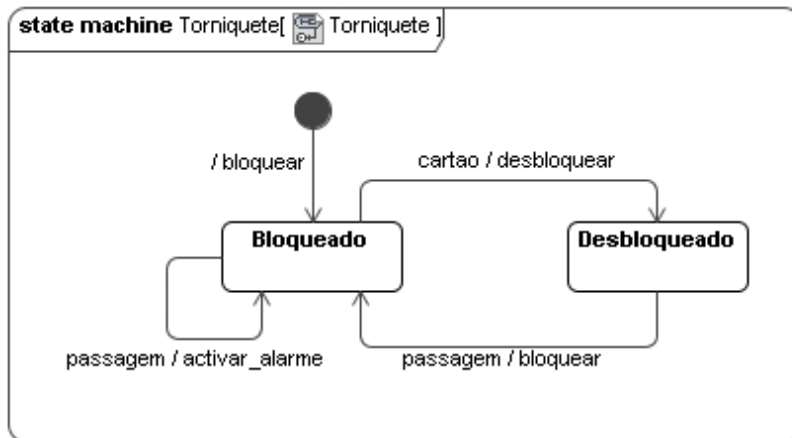 state machine Torniquete[ Torniquete ]
/ bloquear
cartao / desbloquear
Bloqueado
Desbloqueado
passagem / activar_alarme
passagem / bloquear